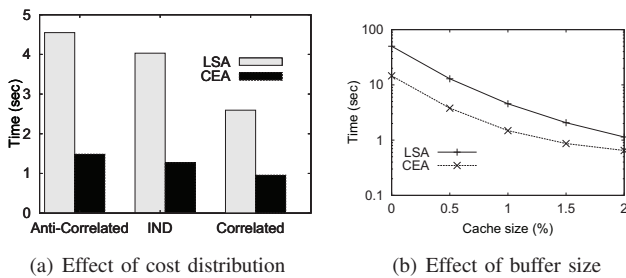 5
4
3
2
1
0
Time (sec)
LSA
CEA
Anti-Correlated IND Correlated
(a) Effect of cost distribution
100
10
1
0.1
Time (sec)
LSA
CEA
0 0.5 1 1.5 2
Cache size (%)
(b) Effect of buffer size